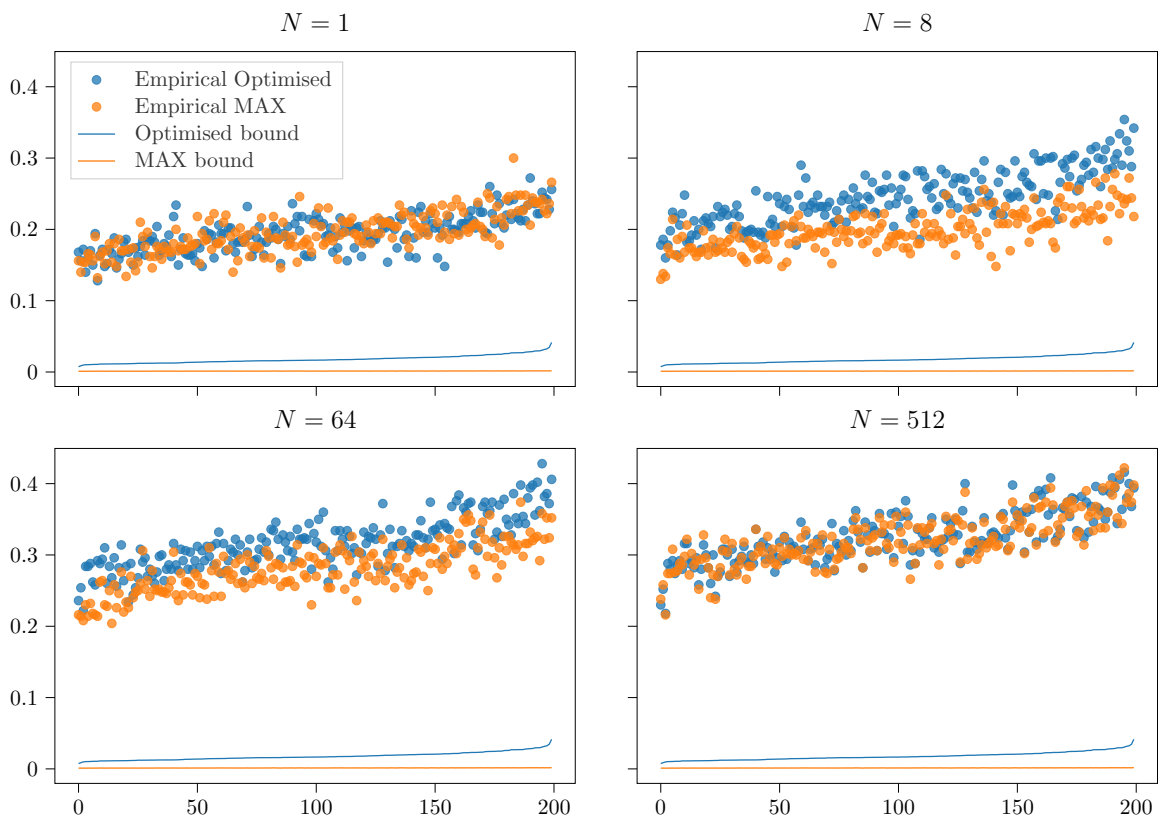 N = 1
N = 8
0.4
0.3
0.2
0.1
0
Empirical Optimised
Empirical MAX
Optimised bound
MAX bound
0
50
100
150
200
0
50
100
150
200
N = 64
N = 512
0.4
0.3
0.2
0.1
0